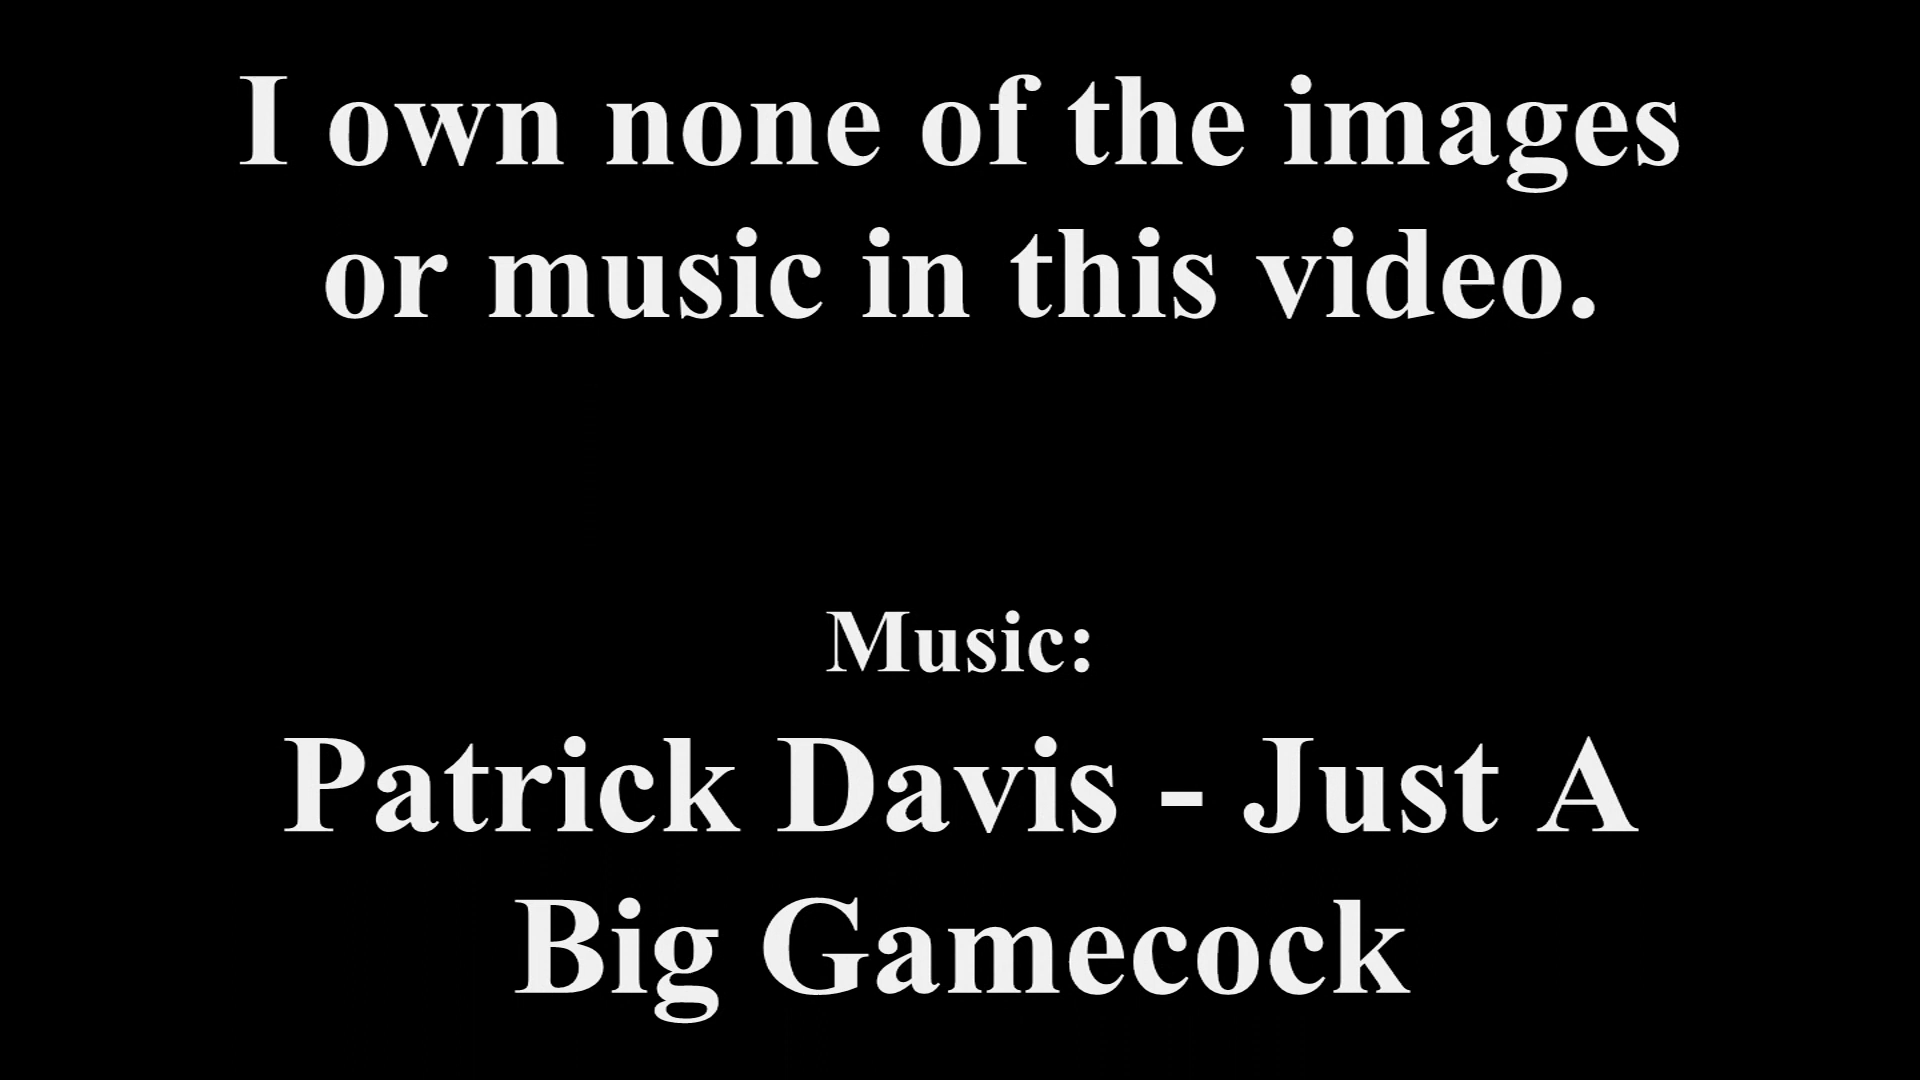 I own none of the images
or music in this video.
Music:
Patrick Davis - Just A
Big Gamecock